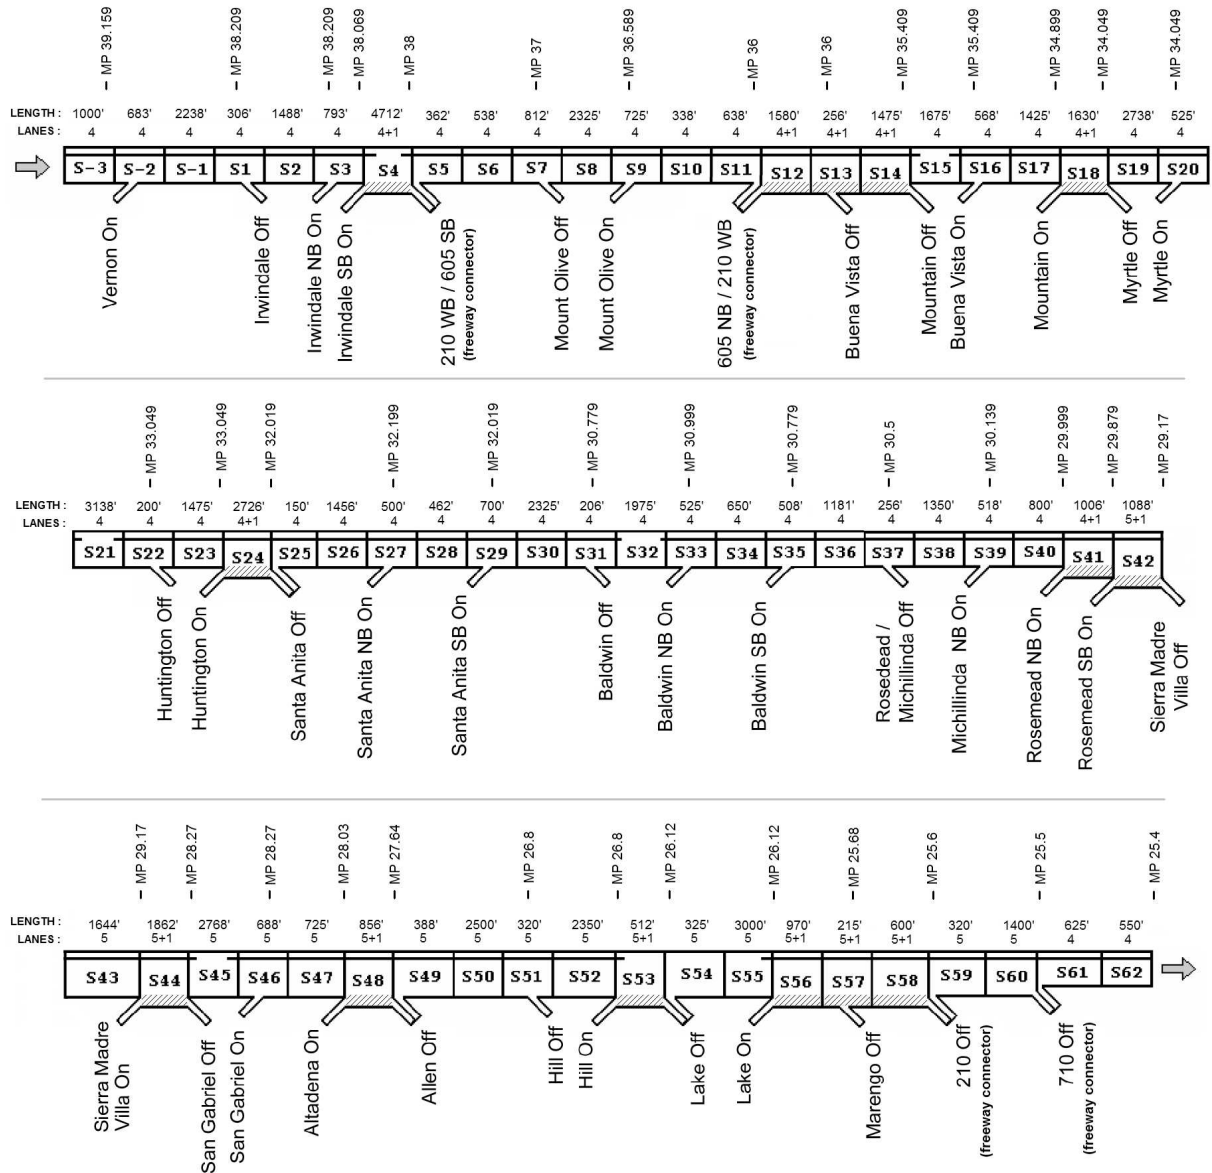 MP 39.159 MP 38.209 MP 38.209 MP 38.069 MP 38 MP 37 MP 36.589 MP 36 MP 36 MP 35.409 MP 35.409 MP 34.899 MP 34.049 MP 34.049
LENGTH : 1000' 683' 2238' 306' 1488' 793' 4712' 362' 538' 812' 2325' 725' 338' 638' 1580' 256' 1475' 1675' 568' 1425' 1630' 2738' 525'
LANES : 4 4 4 4 4 4 4+1 4 4 4 4 4 4 4 4+1 4+1 4+1 4 4 4 4+1 4 4
S-3 S-2 S-1 S1 S2 S3 S4 S5 S6 S7 S8 S9 S10 S11 S12 S13 S14 S15 S16 S17 S18 S19 S20
Vernon On
Irwindale Off
Irwindale NB On
Irwindale SB On
210 WB / 605 SB
(freeway connector)
Mount Olive Off
Mount Olive On
605 NB / 210 WB
(freeway connector)
Buena Vista Off
Mountain Off
Buena Vista On
Mountain On
Myrtle Off
Myrtle On
MP 33.049 MP 33.049 MP 32.019 MP 32.199 MP 32.019 MP 30.779 MP 30.999 MP 30.779 MP 30.5 MP 30.139 MP 29.999 MP 29.879 MP 29.17
LENGTH : 3138' 200' 1475' 2726' 150' 1456' 500' 462' 700' 2325' 206' 1975' 525' 650' 508' 1181' 256' 1350' 518' 800' 1006' 1088'
LANES : 4 4 4 4+1 4 4 4 4 4 4 4 4 4 4 4 4 4 4 4 4 4+1 5+1
S21 S22 S23 S24 S25 S26 S27 S28 S29 S30 S31 S32 S33 S34 S35 S36 S37 S38 S39 S40 S41 S42
Huntington Off
Huntington On
Santa Anita Off
Santa Anita NB On
Santa Anita SB On
Baldwin Off
Baldwin NB On
Baldwin SB On
Rosedead /
Michillinda Off
Michillinda NB On
Rosemead NB On
Rosemead SB On
Sierra Madre
Villa Off
MP 29.17 MP 28.27 MP 28.27 MP 28.03 MP 27.64 MP 26.8 MP 26.8 MP 26.12 MP 26.12 MP 25.68 MP 25.6 MP 25.5 MP 25.4
LENGTH : 1644' 1862' 2768' 688' 725' 856' 388' 2500' 320' 2350' 512' 325' 3000' 970' 215' 600' 320' 1400' 625' 550'
LANES : 5 5+1 5 5 5 5+1 5 5 5 5 5+1 5 5 5+1 5+1 5+1 5 5 4 4
S43 S44 S45 S46 S47 S48 S49 S50 S51 S52 S53 S54 S55 S56 S57 S58 S59 S60 S61 S62
Sierra Madre
Villa On
San Gabriel Off
San Gabriel On
Altadena On
Allen Off
Hill Off
Hill On
Lake Off
Lake On
Marengo Off
210 Off
(freeway connector)
710 Off
(freeway connector)